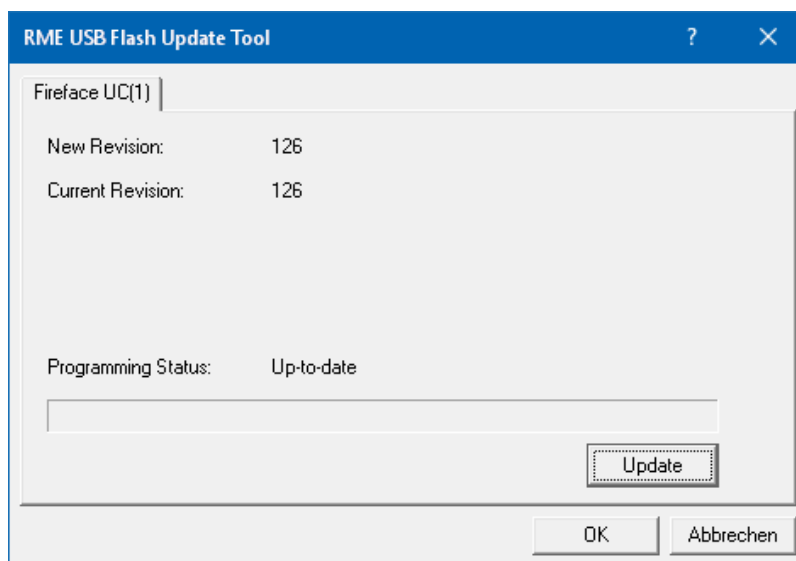 RME USB Flash Update Tool ?
Fireface UC(1)
New Revision: 126
Current Revision: 126
Programming Status: Up-to-date
Update
OK Abbrechen